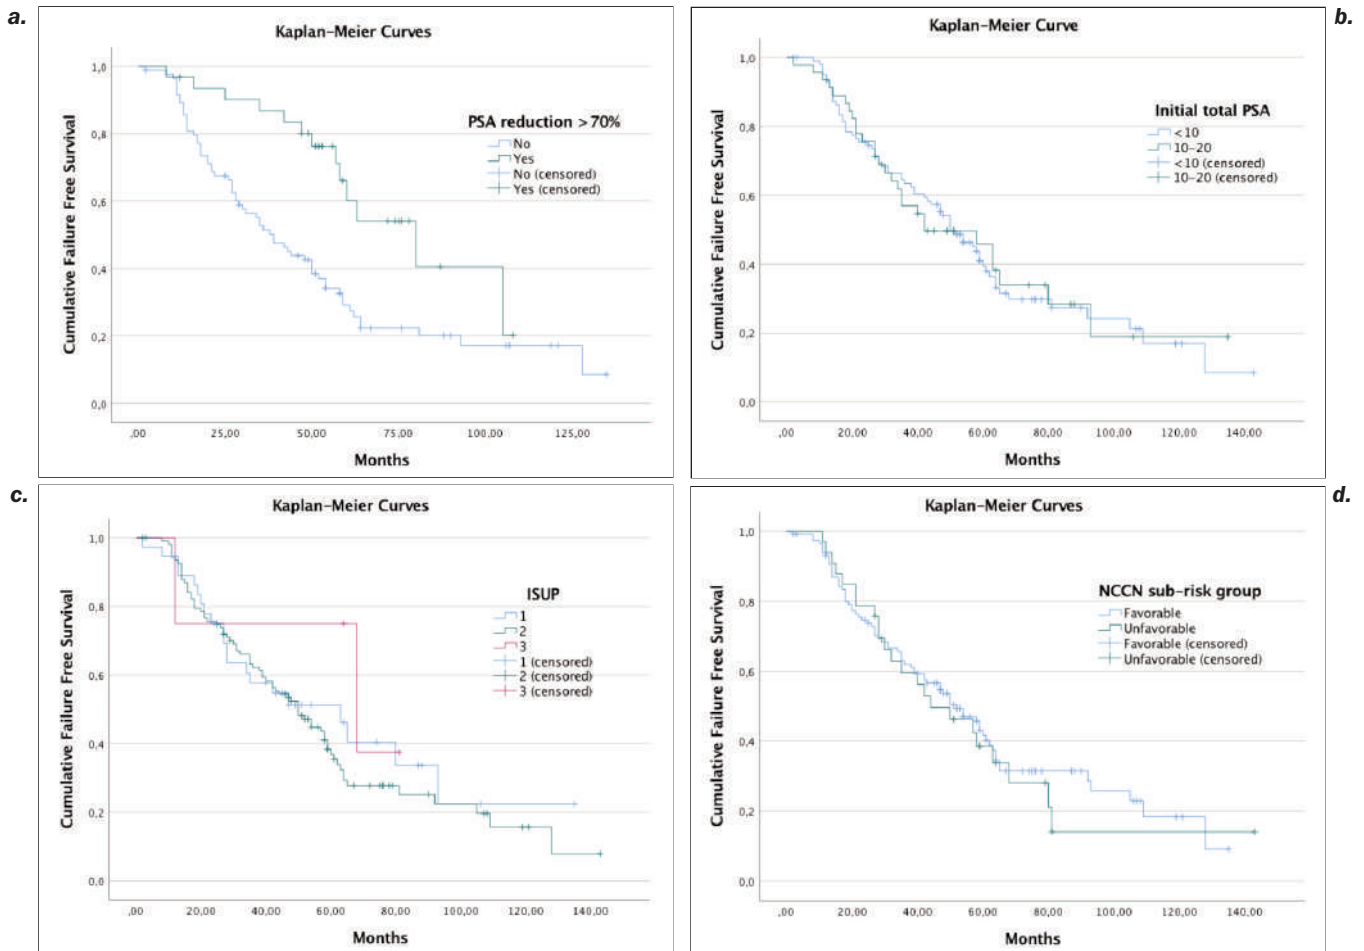 a.
Kaplan-Meier Curves
Cumulative Failure Free Survival
1,0
0,8
0,6
0,4
0,2
0,0
PSA reduction >70%
No
Yes
No (censored)
Yes (censored)
,00 25,00 50,00 75,00 100,00 125,00
Months
b.
Kaplan-Meier Curve
Cumulative Failure Free Survival
1,0
0,8
0,6
0,4
0,2
0,0
Initial total PSA
<10
10-20
<10 (censored)
10-20 (censored)
,00 20,00 40,00 60,00 80,00 100,00 120,00 140,00
Months
c.
Kaplan-Meier Curves
Cumulative Failure Free Survival
1,0
0,8
0,6
0,4
0,2
0,0
ISUP
1
2
3
1 (censored)
2 (censored)
3 (censored)
,00 20,00 40,00 60,00 80,00 100,00 120,00 140,00
Months
d.
Kaplan-Meier Curves
Cumulative Failure Free Survival
1,0
0,8
0,6
0,4
0,2
0,0
NCCN sub-risk group
Favorable
Unfavorable
Favorable (censored)
Unfavorable (censored)
,00 20,00 40,00 60,00 80,00 100,00 120,00 140,00
Months